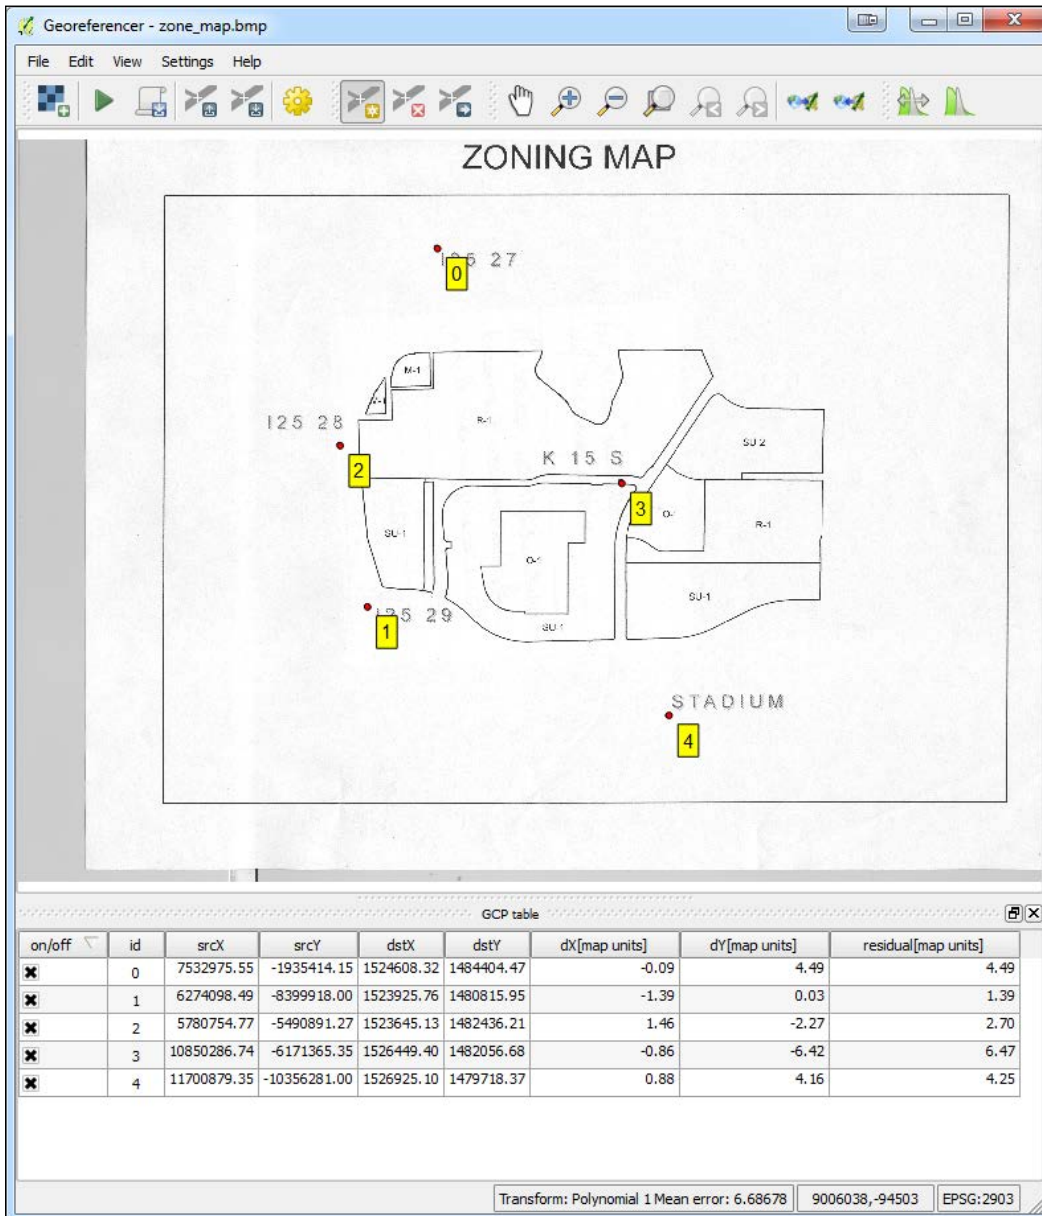 Georeferencer - zone_map.bmp
File Edit View Settings Help
ZONING MAP
I25 27
0
M-1
R-1
I25 28
2
K 15 S
SU 2
3
O-1
R-1
SU-1
O-1
SU-1
SU 1
I25 29
1
STADIUM
4
GCP table
on/off id srcX srcY dstX dstY dX[map units] dY[map units] residual[map units]
0 7532975.55 -1935414.15 1524608.32 1484404.47 -0.09 4.49 4.49
1 6274098.49 -8399918.00 1523925.76 1480815.95 -1.39 0.03 1.39
2 5780754.77 -5490891.27 1523645.13 1482436.21 1.46 -2.27 2.70
3 10850286.74 -6171365.35 1526449.40 1482056.68 -0.86 -6.42 6.47
4 11700879.35 -10356281.00 1526925.10 1479718.37 0.88 4.16 4.25
Transform: Polynomial 1 Mean error: 6.68678 9006038,-94503 EPSG:2903